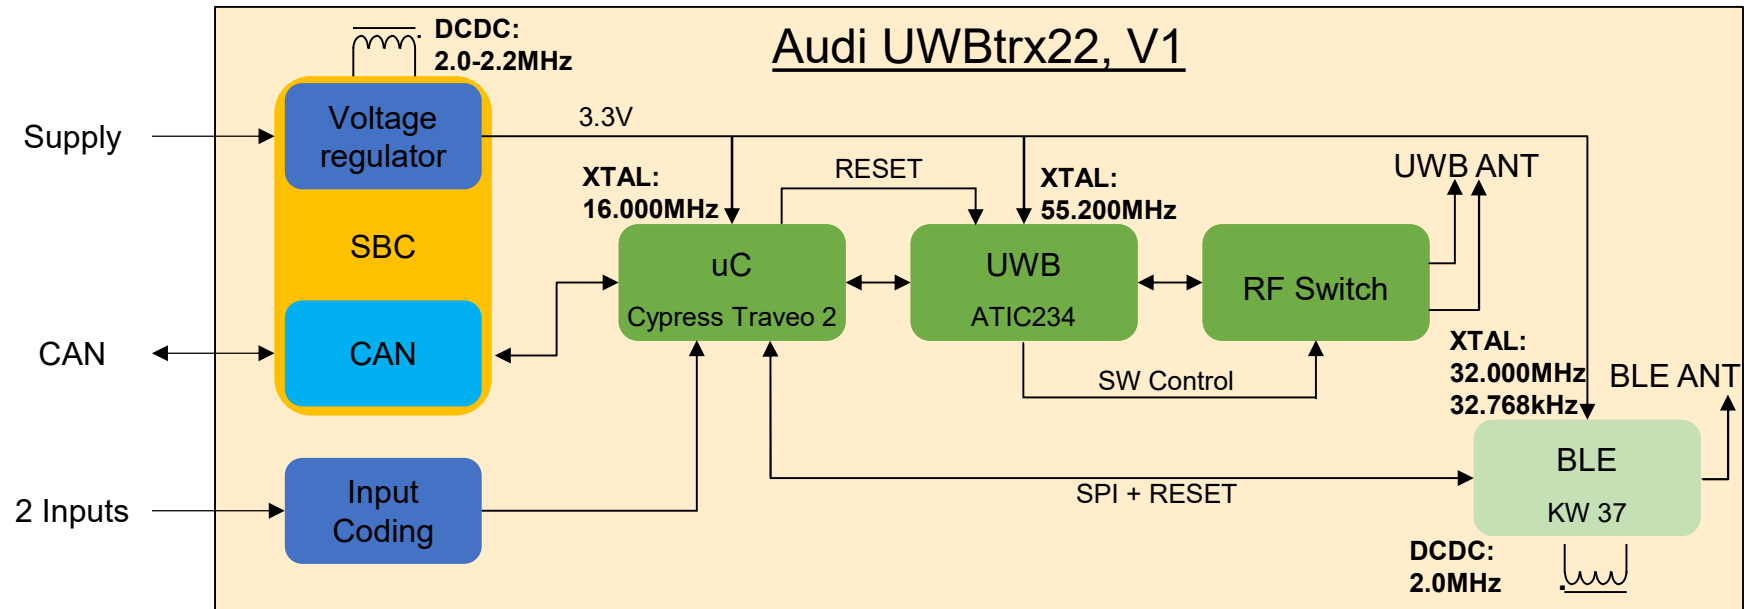 Audi UWBtrx22, V1
DCDC:
2.0-2.2MHz
Supply
Voltage
regulator
3.3V
XTAL:
16.000MHz
RESET
XTAL:
55.200MHz
UWB ANT
SBC
uC
Cypress Traveo 2
UWB
ATIC234
RF Switch
CAN
CAN
SW Control
XTAL:
32.000MHz
32.768kHz
BLE ANT
2 Inputs
Input
Coding
SPI + RESET
BLE
KW 37
DCDC:
2.0MHz